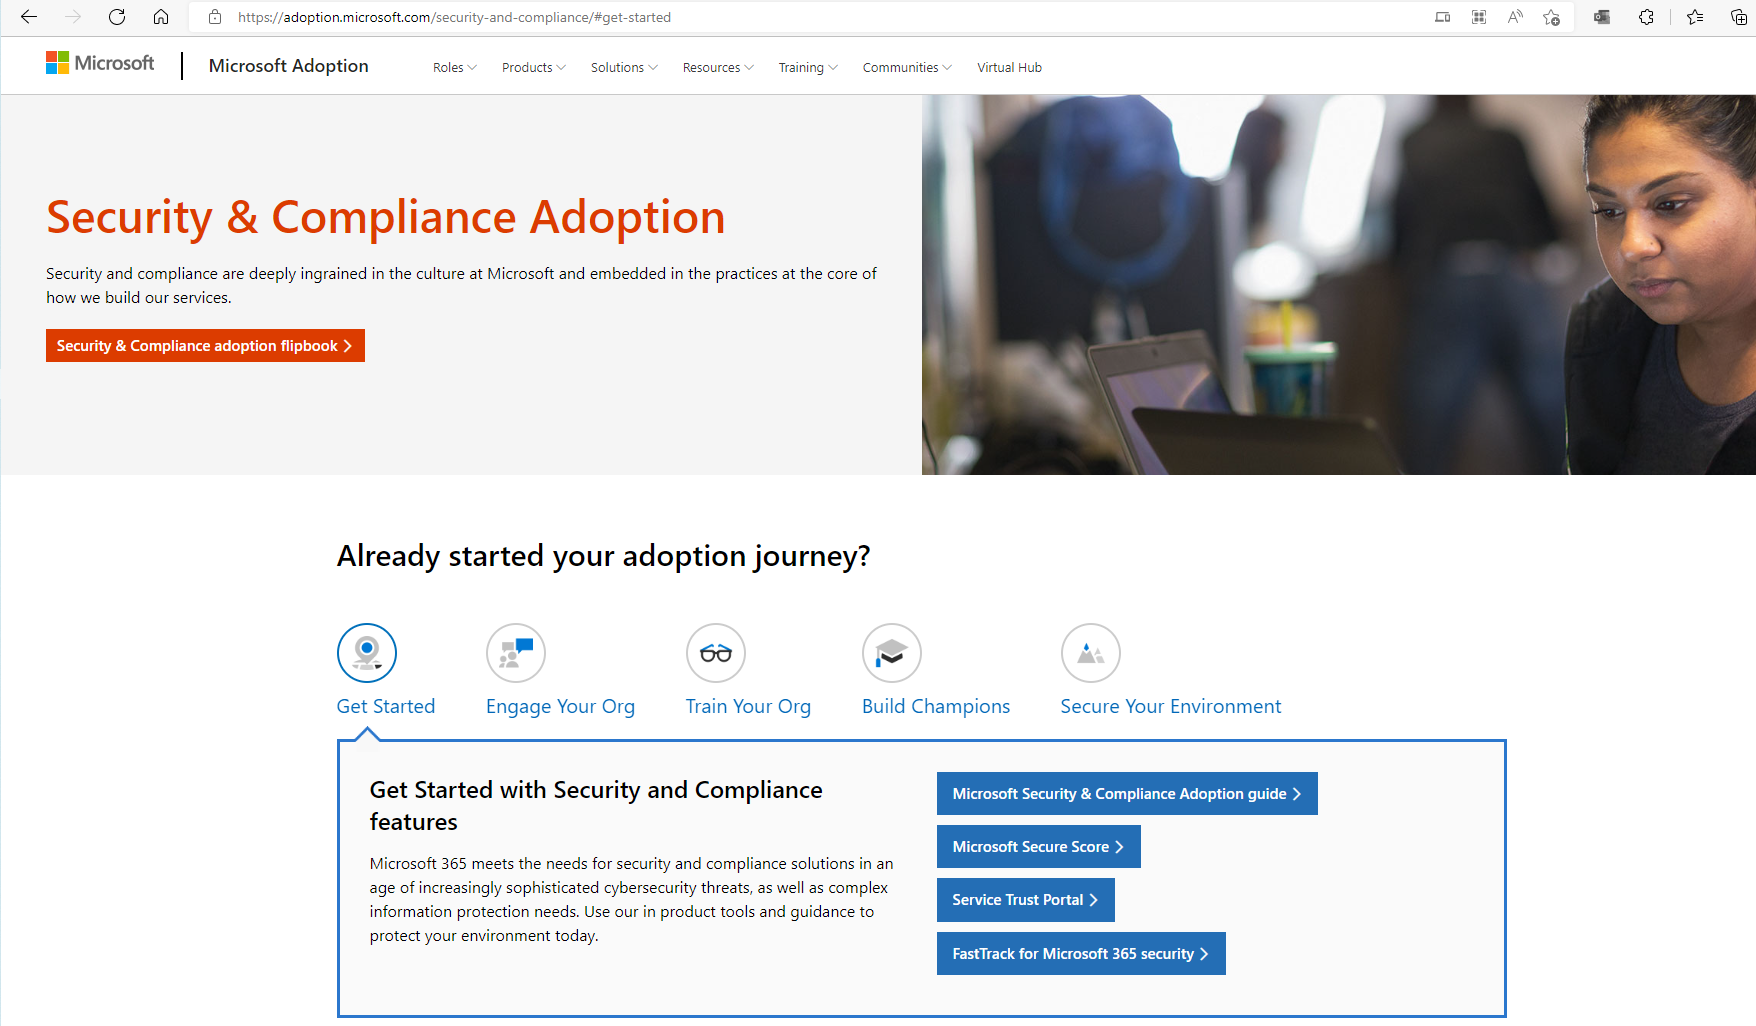 https://adoption.microsoft.com/security-and-compliance/#get-started
Microsoft
Microsoft Adoption
Roles
Products
Solutions
Resources
Training
Communities
Virtual Hub
Security & Compliance Adoption
Security and compliance are deeply ingrained in the culture at Microsoft and embedded in the practices at the core of
how we build our services.
Security & Compliance adoption flipbook
Already started your adoption journey?
Get Started
Engage Your Org
Train Your Org
Build Champions
Secure Your Environment
Get Started with Security and Compliance
features
Microsoft 365 meets the needs for security and compliance solutions in an
age of increasingly sophisticated cybersecurity threats, as well as complex
information protection needs. Use our in product tools and guidance to
protect your environment today.
Microsoft Security & Compliance Adoption guide
Microsoft Secure Score
Service Trust Portal
FastTrack for Microsoft 365 security